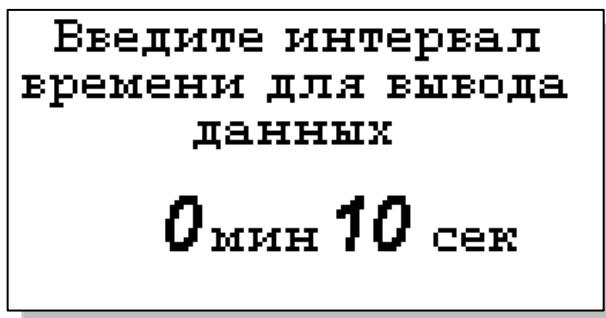 Введите интервал
времени для вывода
данных
0 мин 10 сек